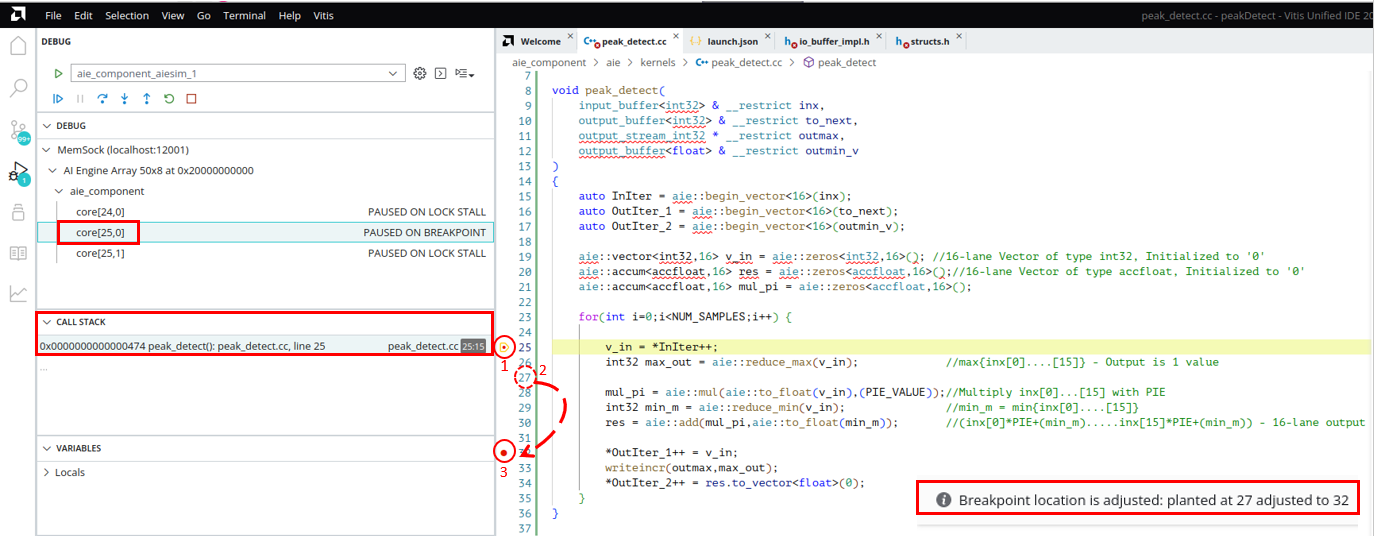 File Edit Selection View Go Terminal Help Vitis
peak_detect.cc - peakDetect - Vitis Unified IDE 20
DEBUG
aie_component_aiesim_1
DEBUG
MemSock (localhost:12001)
AI Engine Array 50x8 at 0x20000000000
aie_component
core[24,0] PAUSED ON LOCK STALL
core[25,0] PAUSED ON BREAKPOINT
core[25,1] PAUSED ON LOCK STALL
CALL STACK
0x0000000000000474 peak_detect(): peak_detect.cc, line 25 peak_detect.cc 25:15
...
VARIABLES
Locals
99+
1
Welcome × C++ peak_detect.cc × {} launch.json × h io_buffer_impl.h × h structs.h ×
aie_component > aie > kernels > C++ peak_detect.cc > peak_detect
7
8 void peak_detect(
9 input_buffer<int32> & __restrict inx,
10 output_buffer<int32> & __restrict to_next,
11 output_stream_int32 * __restrict outmax,
12 output_buffer<float> & __restrict outmin_v
13 )
14 {
15 auto InIter = aie::begin_vector<16>(inx);
16 auto OutIter_1 = aie::begin_vector<16>(to_next);
17 auto OutIter_2 = aie::begin_vector<16>(outmin_v);
18
19 aie::vector<int32,16> v_in = aie::zeros<int32,16>(); //16-lane Vector of type int32, Initialized to '0'
20 aie::accum<accfloat,16> res = aie::zeros<accfloat,16>();//16-lane Vector of type accfloat, Initialized to '0'
21 aie::accum<accfloat,16> mul_pi = aie::zeros<accfloat,16>();
22
23 for(int i=0;i<NUM_SAMPLES;i++) {
24
25 v_in = *InIter++;
26 int32 max_out = aie::reduce_max(v_in); //max{inx[0]....[15]} - Output is 1 value
27
28 mul_pi = aie::mul(aie::to_float(v_in),(PIE_VALUE));//Multiply inx[0]...[15] with PIE
29 int32 min_m = aie::reduce_min(v_in); //min_m = min{inx[0]....[15]}
30 res = aie::add(mul_pi,aie::to_float(min_m)); //(inx[0]*PIE+(min_m).....inx[15]*PIE+(min_m)) - 16-lane output
31
32 *OutIter_1++ = v_in;
33 writeincr(outmax,max_out);
34 *OutIter_2++ = res.to_vector<float>(0);
35 }
36 }
37
1
2
3
Breakpoint location is adjusted: planted at 27 adjusted to 32